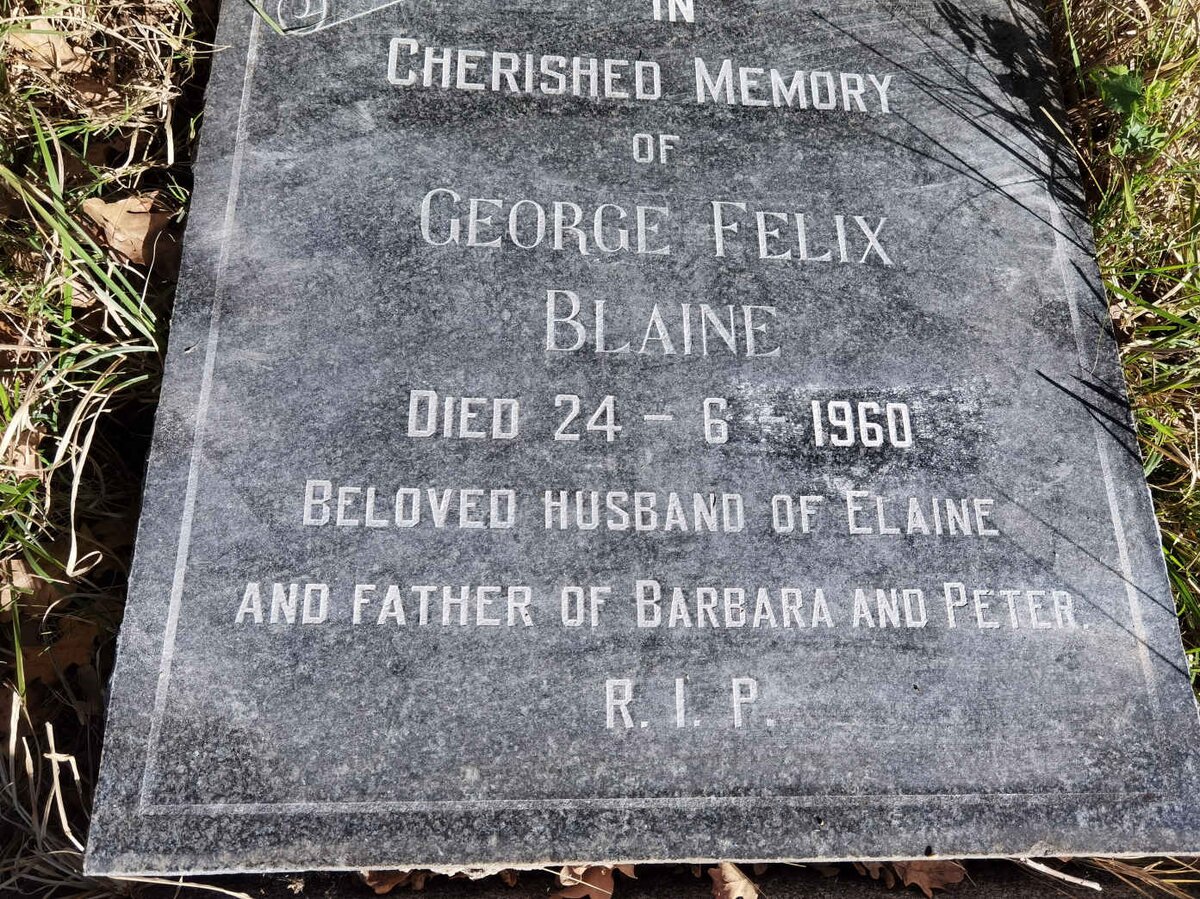 IN
CHERISHED MEMORY
OF
GEORGE FELIX
BLAINE
DIED 24 - 6 - 1960
BELOVED HUSBAND OF ELAINE
AND FATHER OF BARBARA AND PETER.
R. I. P.